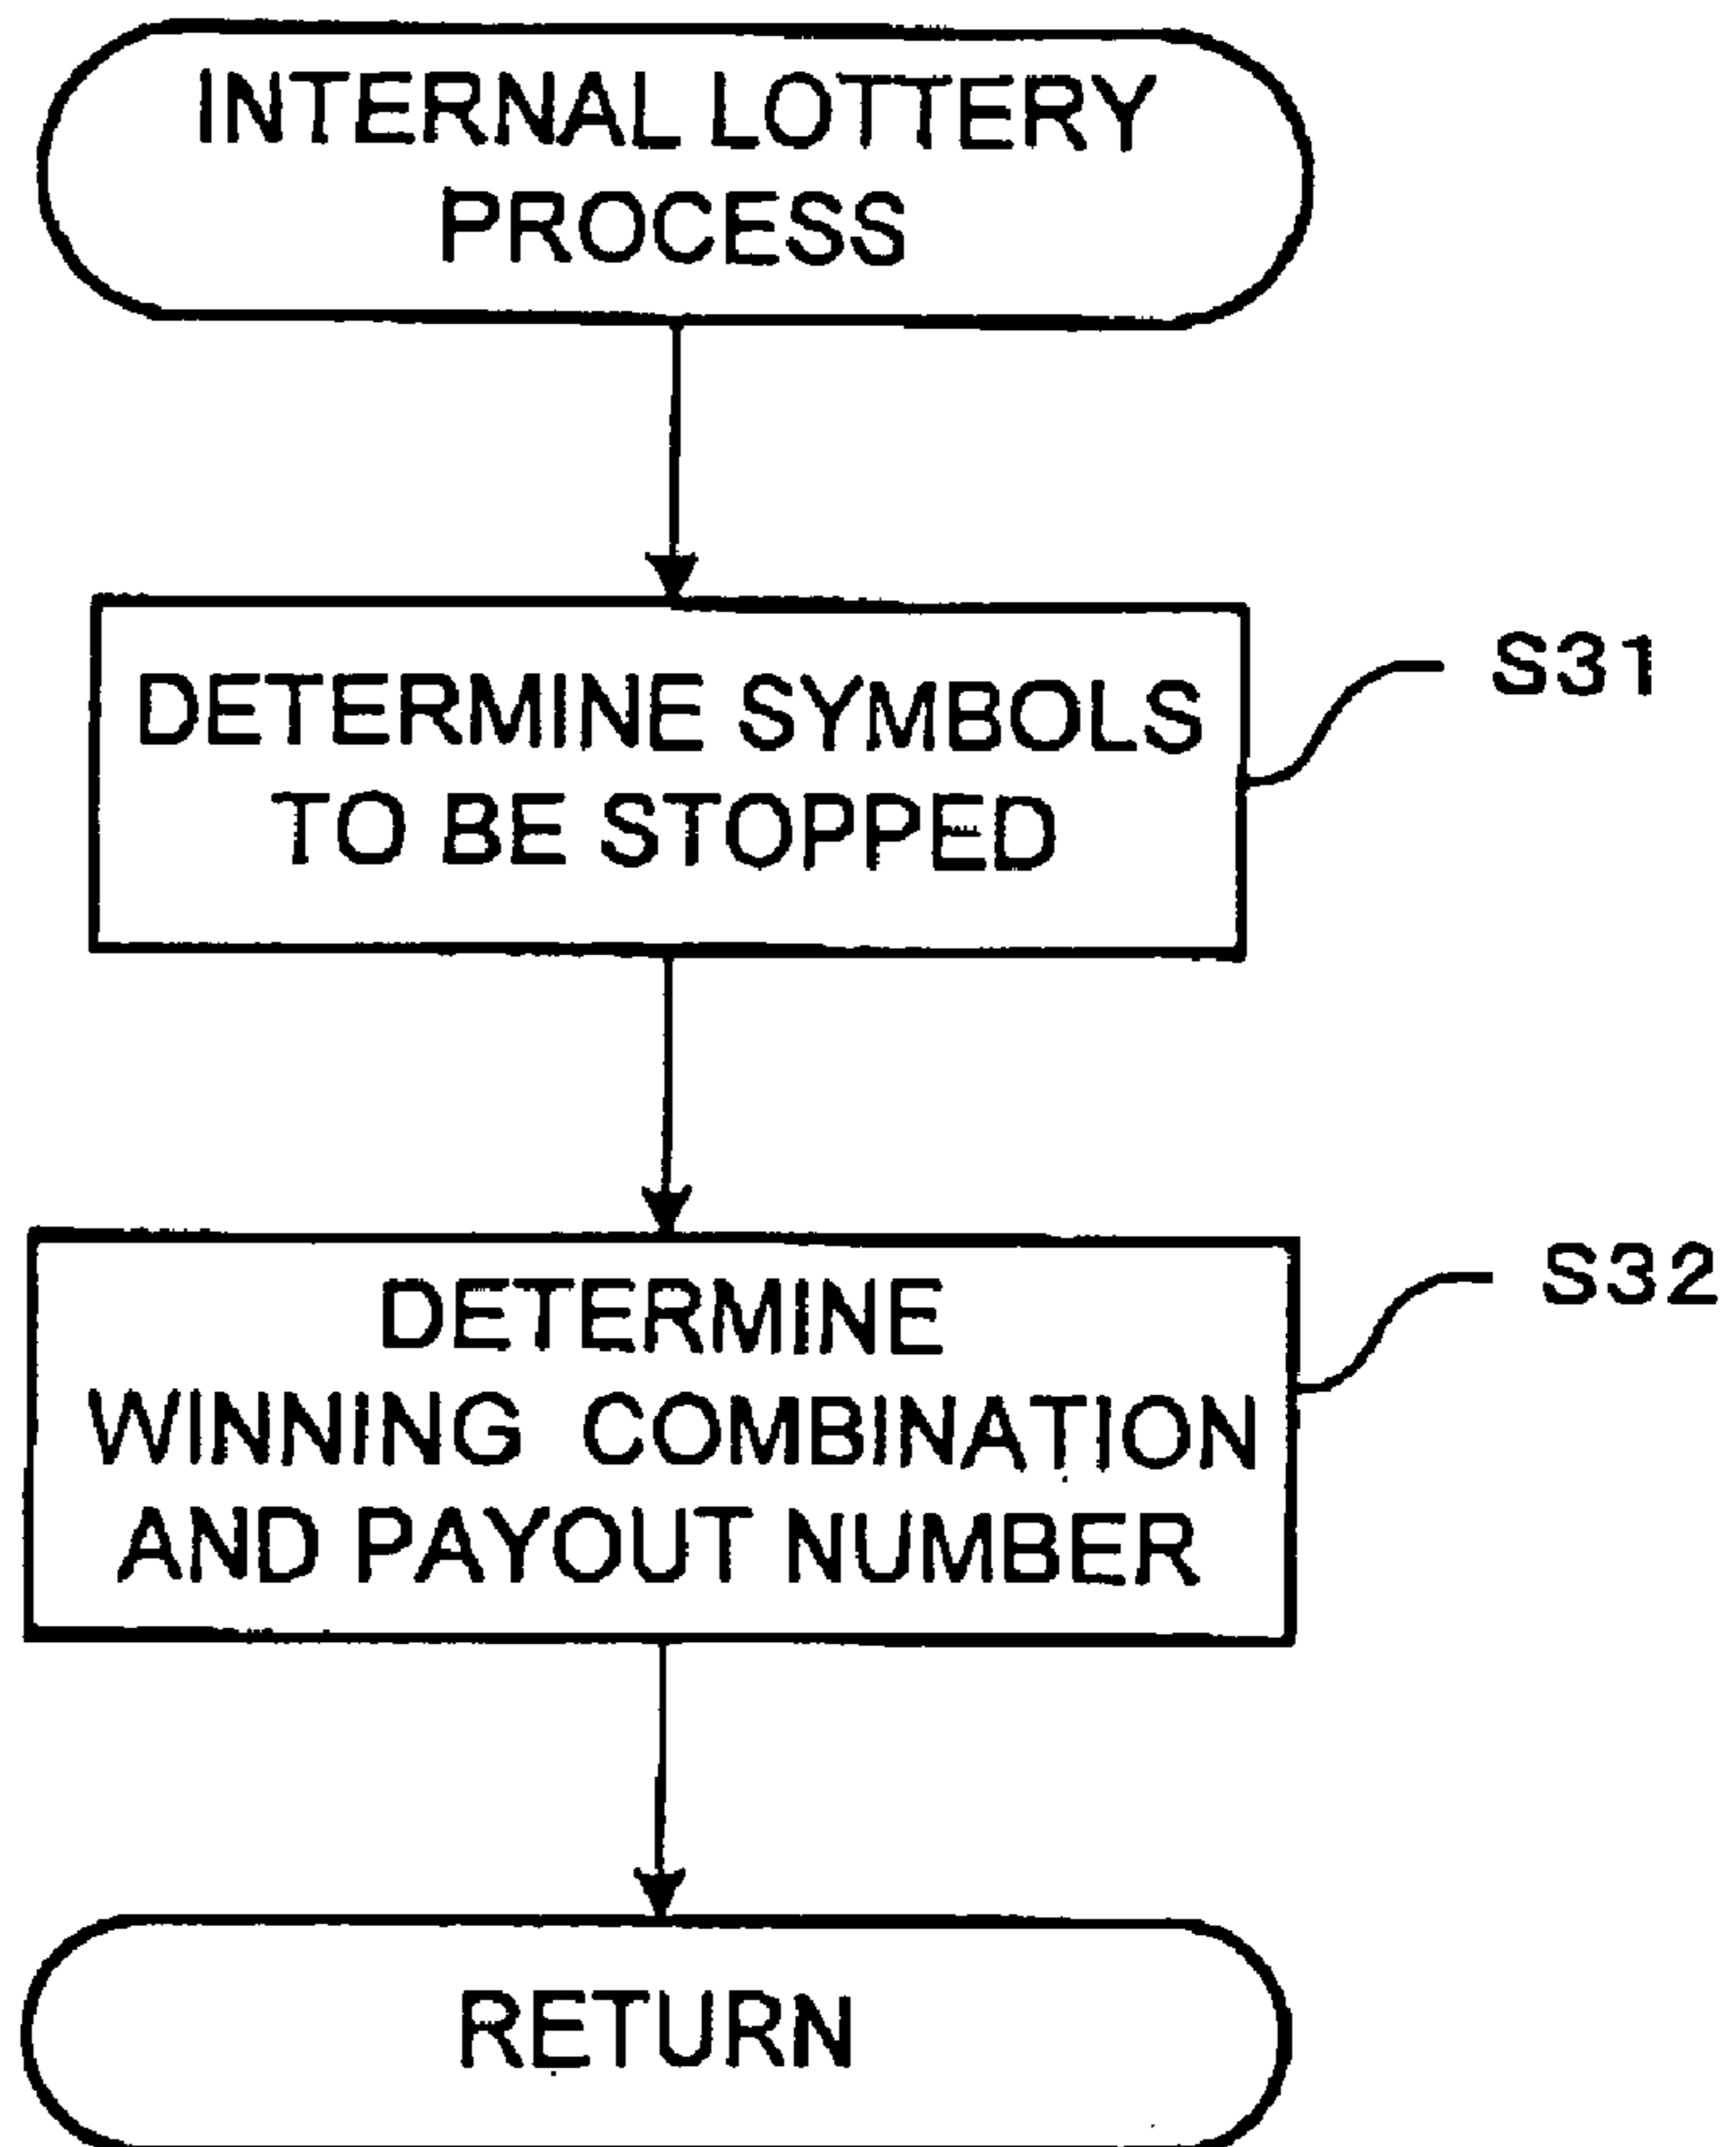 INTERNAL LOTTERY
PROCESS
DETERMINE SYMBOLS
TO BE STOPPED
S31
DETERMINE
WINNING COMBINATION
AND PAYOUT NUMBER
S32
RETURN